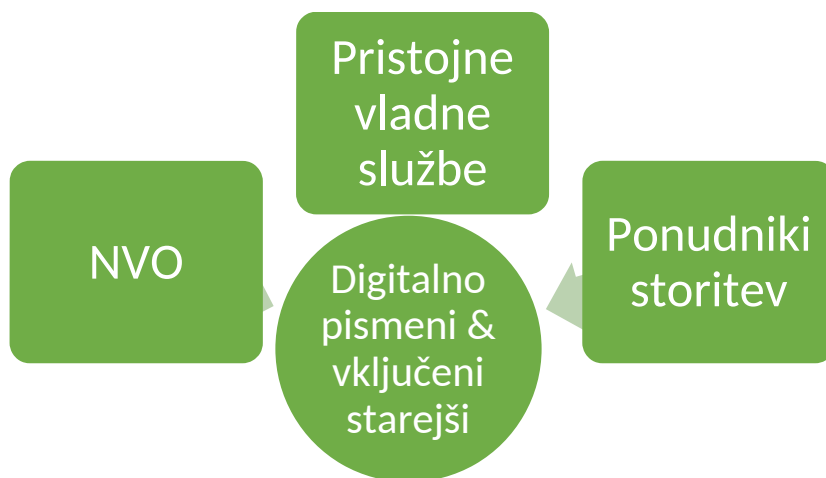 Pristojne
vladne
službe
NVO
Ponudniki
storitev
Digitalno
pismeni &
vključeni
starejši